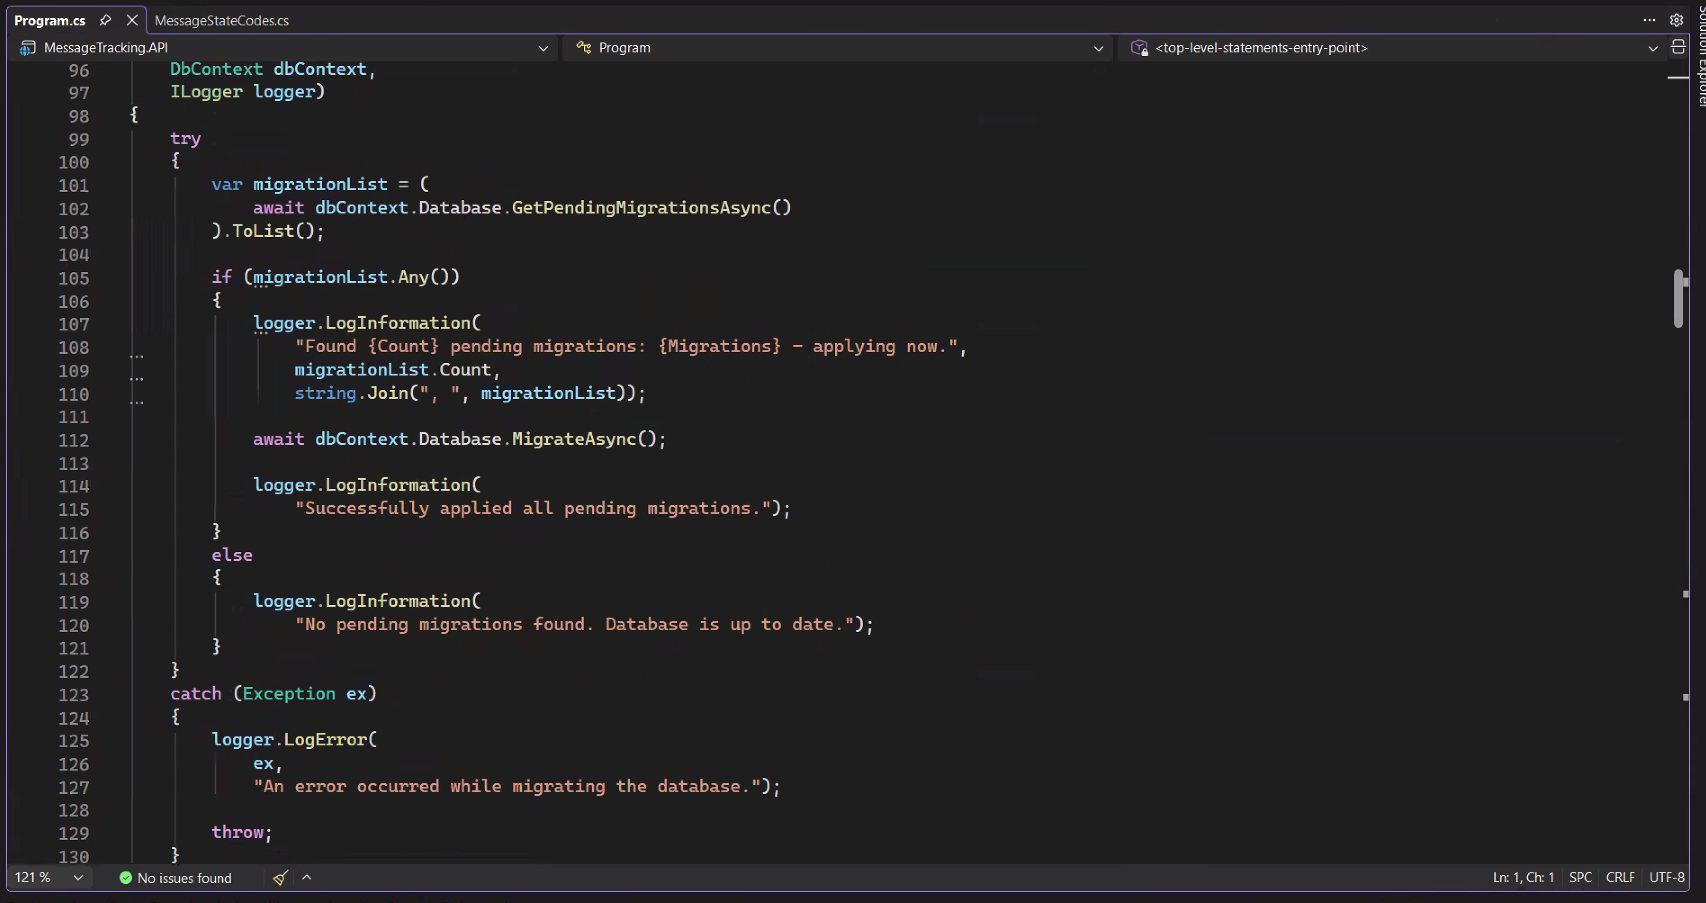 Program.cs
MessageStateCodes.cs
MessageTracking.API
Program
<top-level-statements-entry-point>
Solution Explorer
96 DbContext dbContext,
97 ILogger logger)
98 {
99 try
100 {
101 var migrationList = (
102 await dbContext.Database.GetPendingMigrationsAsync()
103 ).ToList();
104
105 if (migrationList.Any())
106 {
107 logger.LogInformation(
108 "Found {Count} pending migrations: {Migrations} – applying now.",
109 migrationList.Count,
110 string.Join(", ", migrationList));
111
112 await dbContext.Database.MigrateAsync();
113
114 logger.LogInformation(
115 "Successfully applied all pending migrations.");
116 }
117 else
118 {
119 logger.LogInformation(
120 "No pending migrations found. Database is up to date.");
121 }
122 }
123 catch (Exception ex)
124 {
125 logger.LogError(
126 ex,
127 "An error occurred while migrating the database.");
128
129 throw;
130 }
121 %
No issues found
Ln: 1, Ch: 1
SPC
CRLF
UTF-8